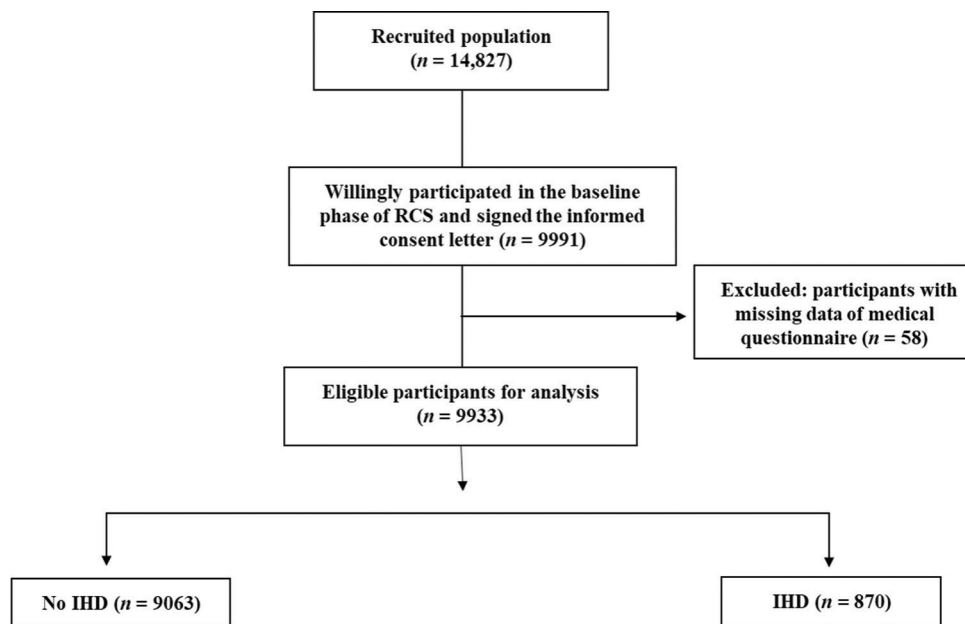 Recruited population
(n = 14,827)
Willingly participated in the baseline
phase of RCS and signed the informed
consent letter (n = 9991)
Excluded: participants with
missing data of medical
questionnaire (n = 58)
Eligible participants for analysis
(n = 9933)
No IHD (n = 9063)
IHD (n = 870)